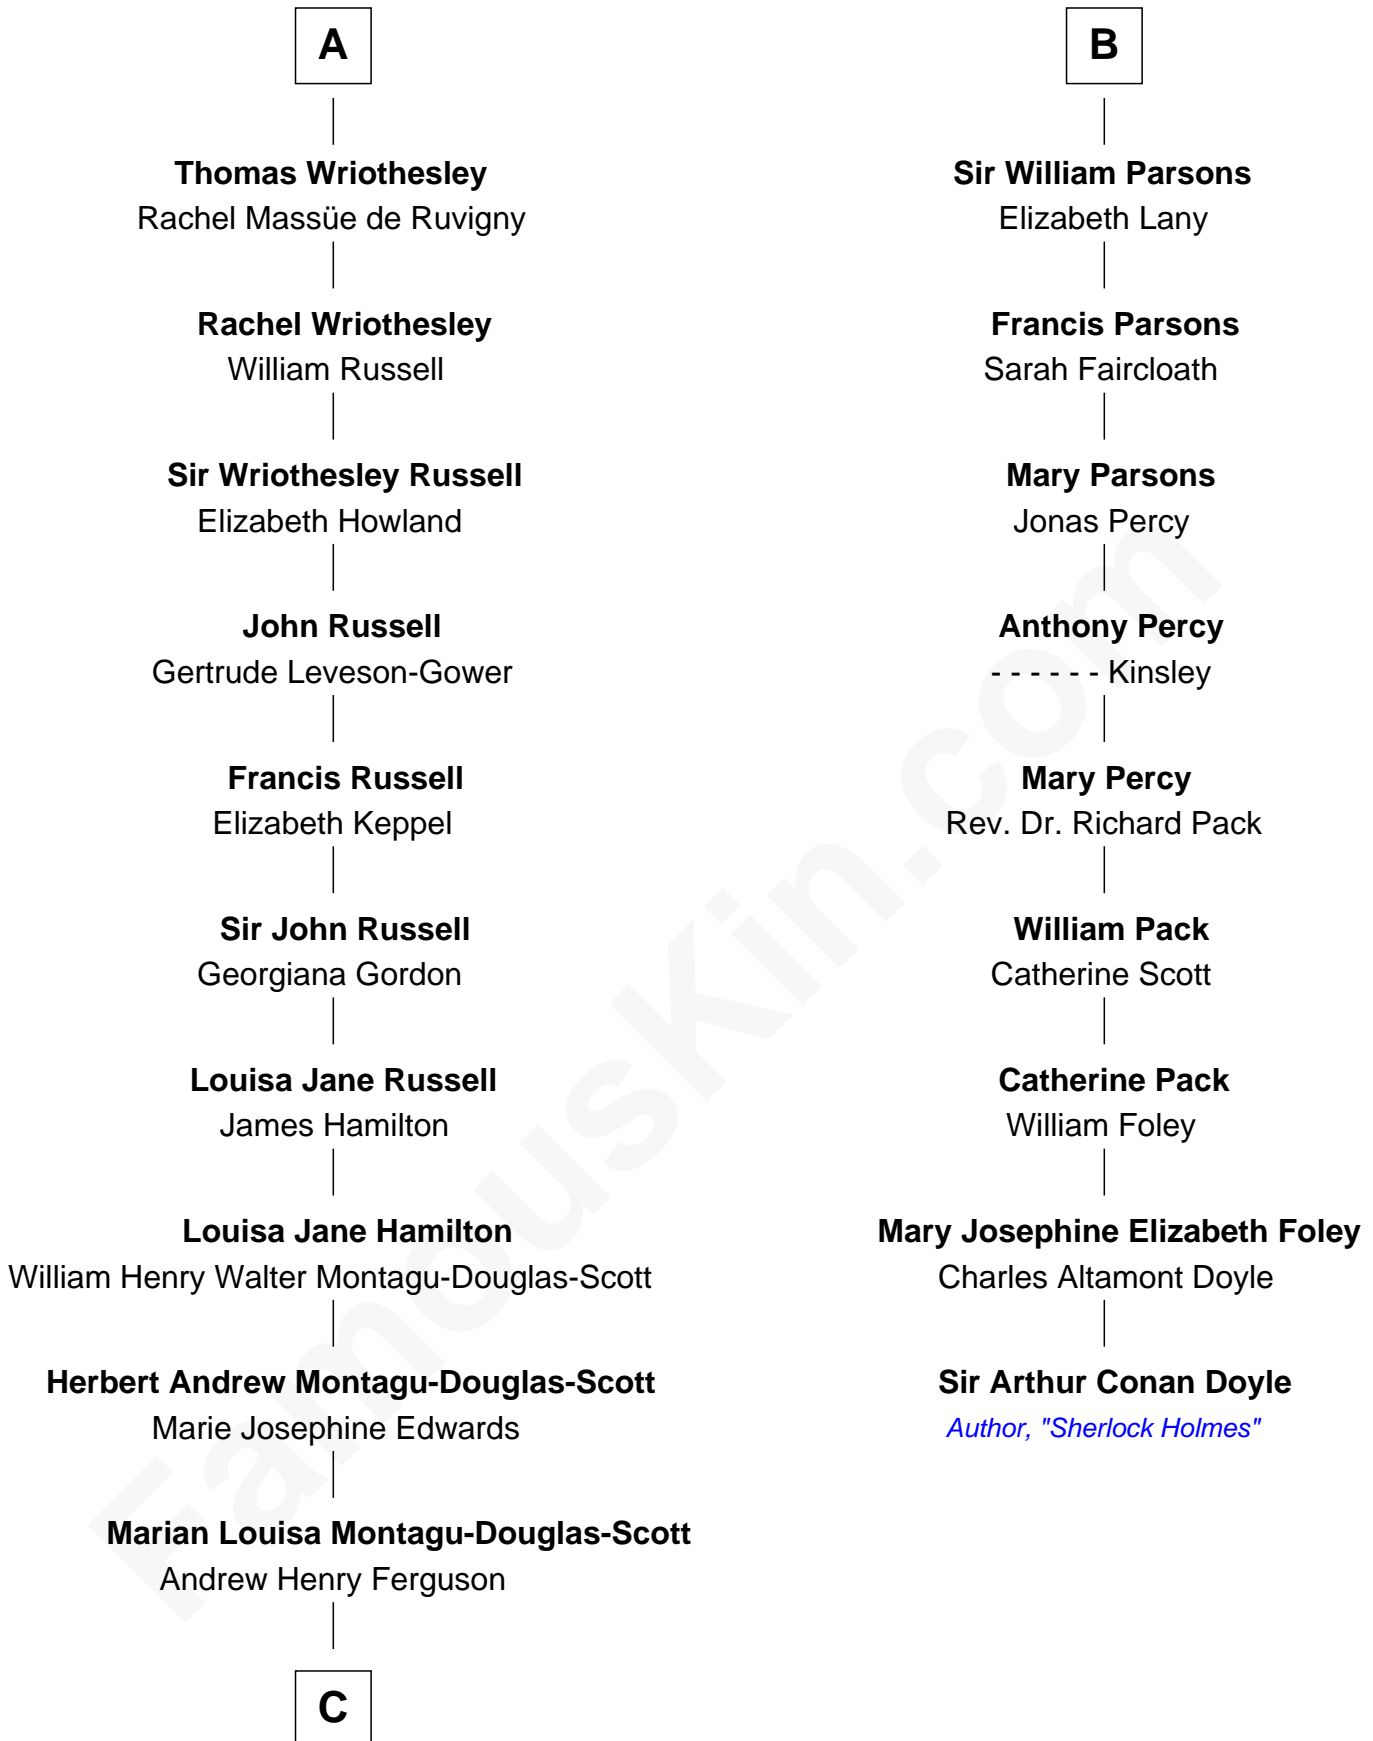 A
Thomas Wriothesley
Rachel Massüe de Ruvigny
Rachel Wriothesley
William Russell
Sir Wriothesley Russell
Elizabeth Howland
John Russell
Gertrude Leveson-Gower
Francis Russell
Elizabeth Keppel
Sir John Russell
Georgiana Gordon
Louisa Jane Russell
James Hamilton
Louisa Jane Hamilton
William Henry Walter Montagu-Douglas-Scott
Herbert Andrew Montagu-Douglas-Scott
Marie Josephine Edwards
Marian Louisa Montagu-Douglas-Scott
Andrew Henry Ferguson
C
B
Sir William Parsons
Elizabeth Lany
Francis Parsons
Sarah Faircloath
Mary Parsons
Jonas Percy
Anthony Percy
- - - - - - Kinsley
Mary Percy
Rev. Dr. Richard Pack
William Pack
Catherine Scott
Catherine Pack
William Foley
Mary Josephine Elizabeth Foley
Charles Altamont Doyle
Sir Arthur Conan Doyle
Author, "Sherlock Holmes"
FamousKin.com